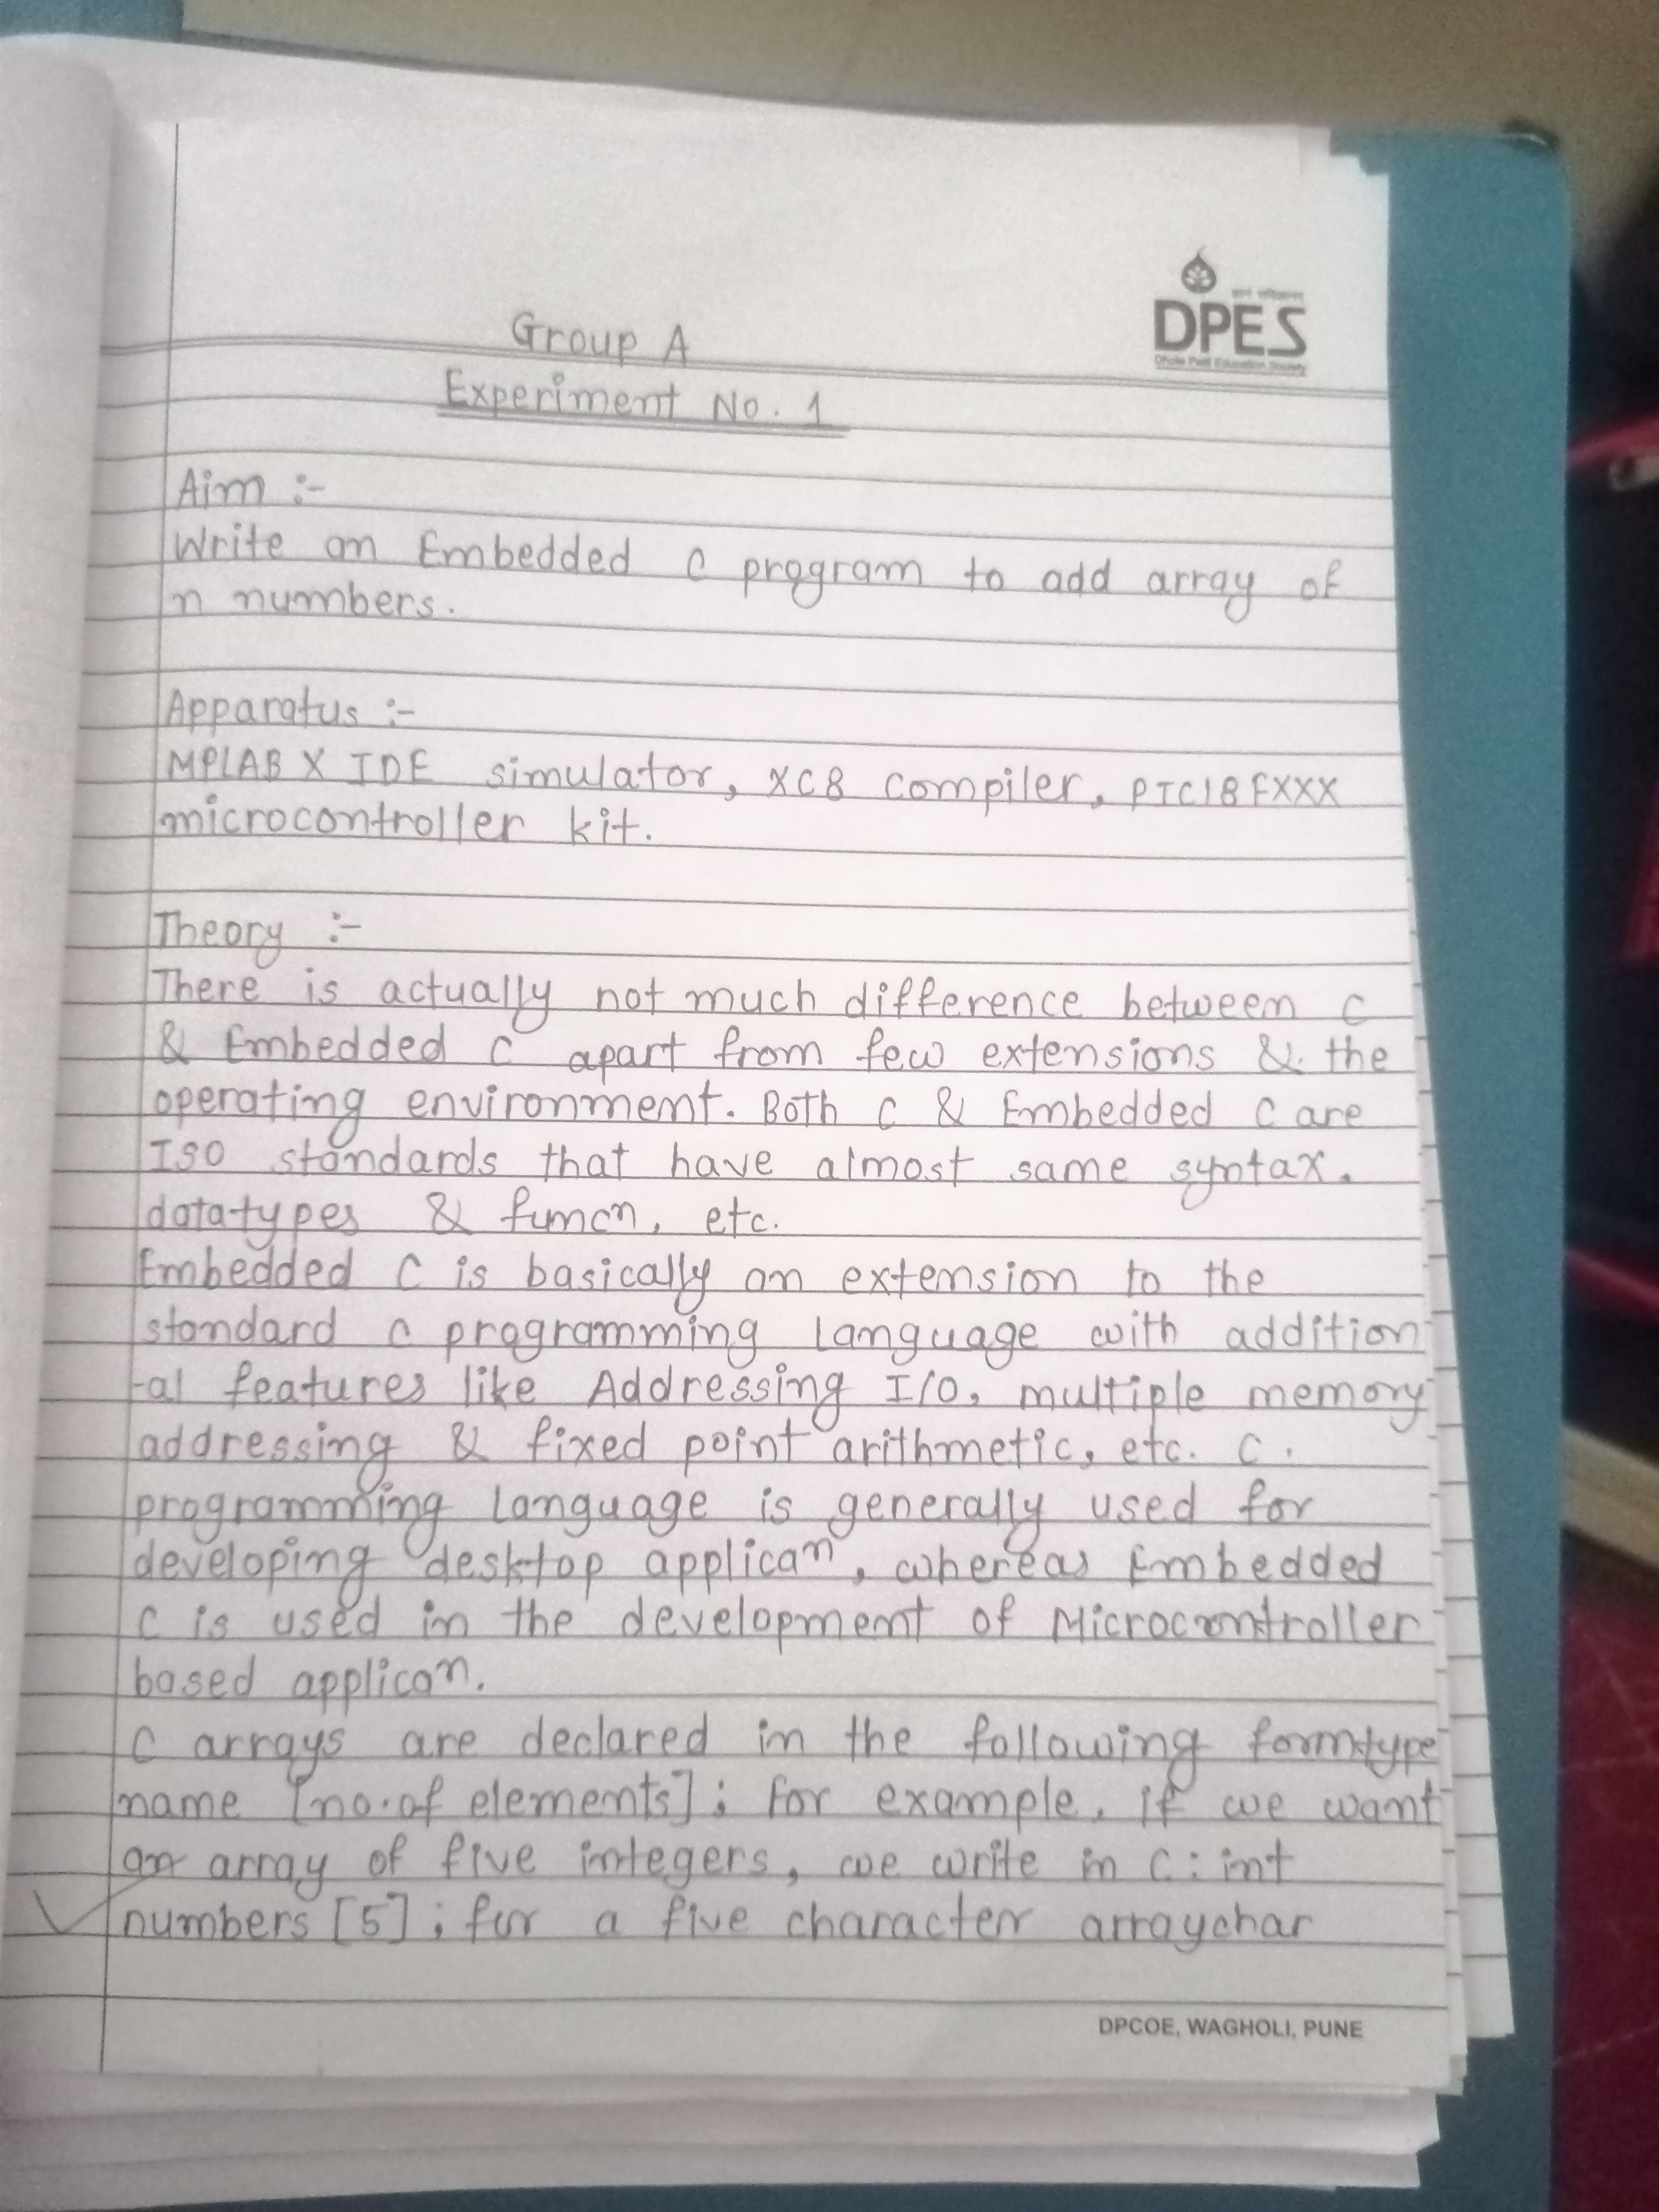 DPES
Dhole Patil Education Society
Group A
Experiment No. 1
Aim :-
Write an Embedded C program to add array of
n numbers.
Apparatus :-
MPLAB X IDE simulator, XC8 compiler, PIC18FXXX
microcontroller kit.
Theory :-
There is actually not much difference between C
& Embedded C apart from few extensions & the
operating environment. Both C & Embedded C are
ISO standards that have almost same syntax.
datatypes & funcn, etc.
Embedded C is basically an extension to the
standard C programming language with addition
-al features like Addressing I/O, multiple memory
addressing & fixed point arithmetic, etc. C.
programming language is generally used for
developing desktop applican, whereas Embedded
C is used in the development of Microcontroller
based applican.
C arrays are declared in the following form:type
name [no.of elements]; for example, if we want
an array of five integers, we write in C: int
numbers [5]; for a five character arraychar
DPCOE, WAGHOLI, PUNE